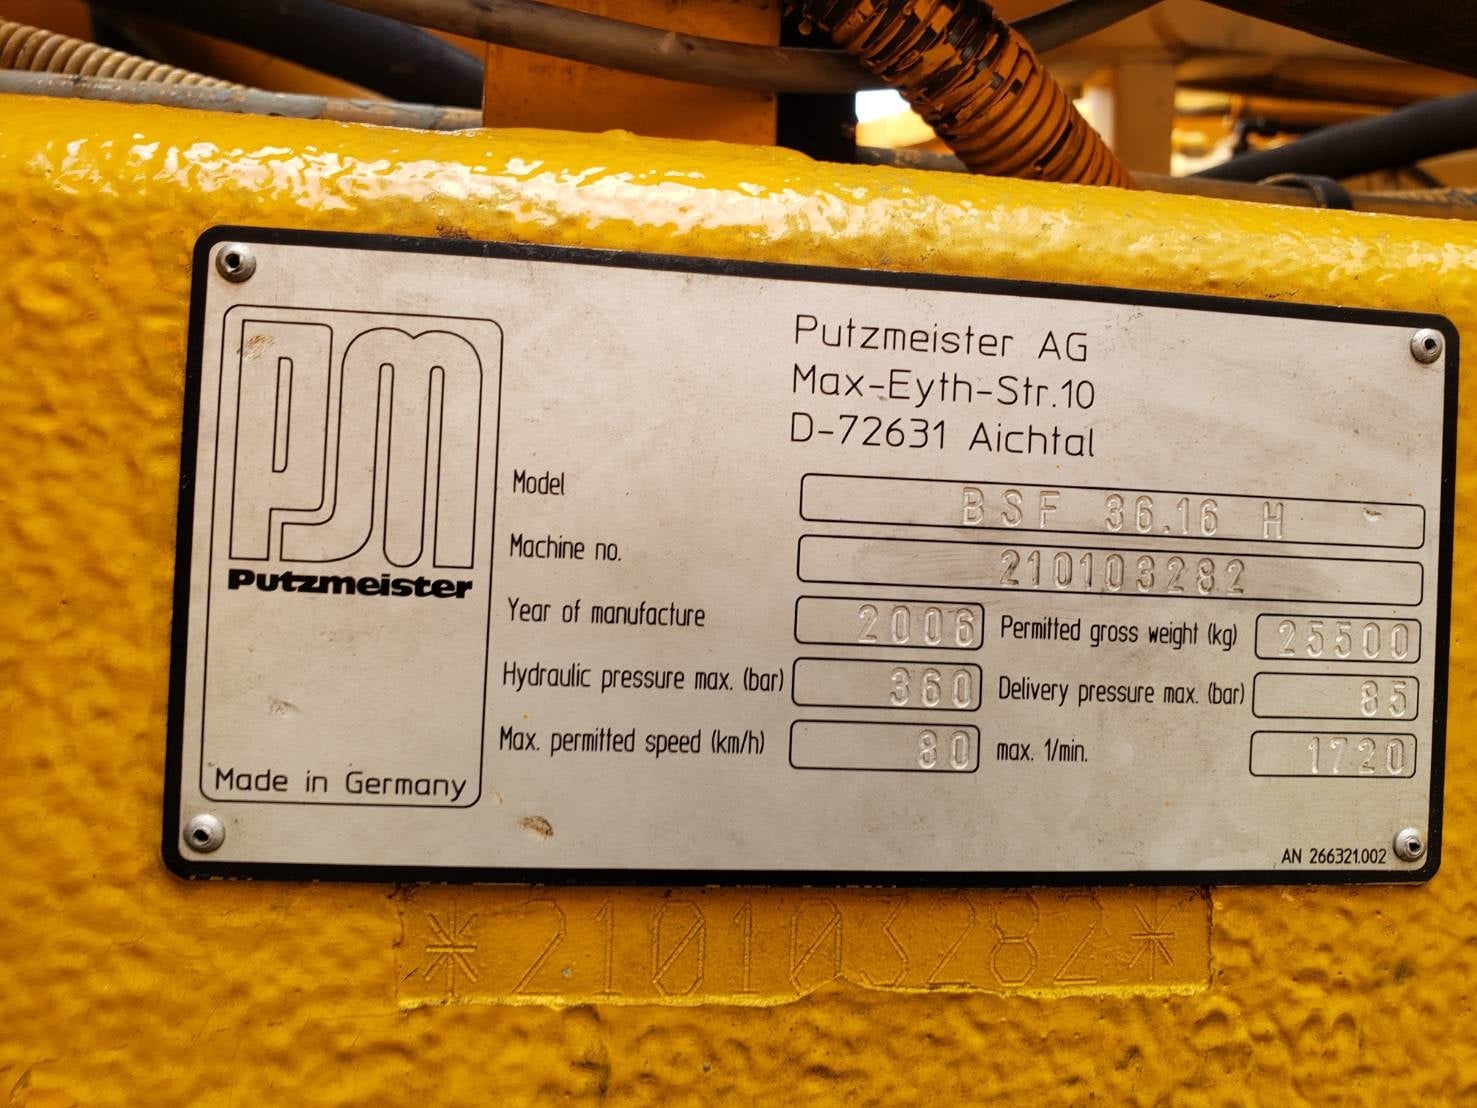 PM
Putzmeister
Made in Germany
Putzmeister AG
Max-Eyth-Str.10
D-72631 Aichtal
Model BSF 36.16 H
Machine no. 210103282
Year of manufacture 2006 Permitted gross weight (kg) 25500
Hydraulic pressure max. (bar) 360 Delivery pressure max. (bar) 85
Max. permitted speed (km/h) 80 max. 1/min. 1720
AN 266321.002
*210103282*